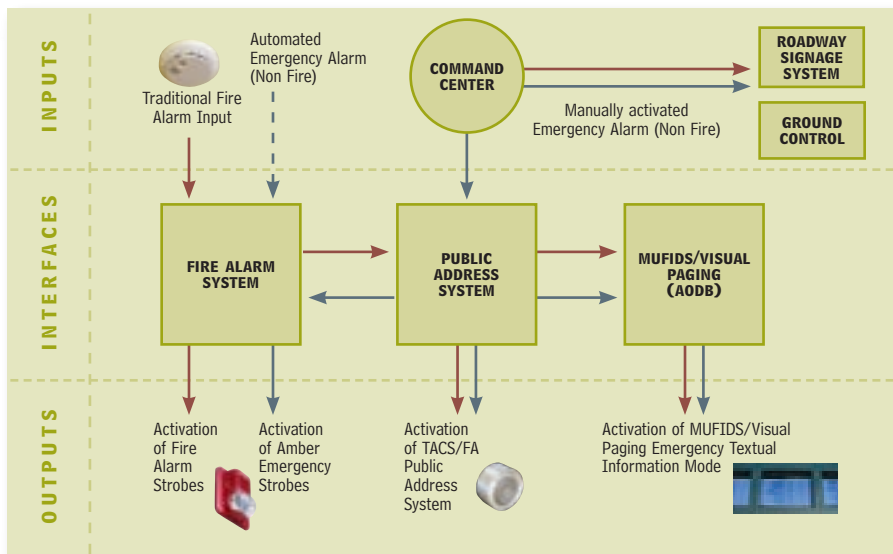 INPUTS
Traditional Fire
Alarm Input
Automated
Emergency Alarm
(Non Fire)
COMMAND
CENTER
Manually activated
Emergency Alarm (Non Fire)
ROADWAY
SIGNAGE
SYSTEM
GROUND
CONTROL
INTERFACES
FIRE ALARM
SYSTEM
PUBLIC
ADDRESS
SYSTEM
MUFIDS/VISUAL
PAGING
(AODB)
OUTPUTS
Activation
of Fire
Alarm
Strobes
Activation
of Amber
Emergency
Strobes
Activation
of TACS/FA
Public
Address
System
Activation of MUFIDS/Visual
Paging Emergency Textual
Information Mode